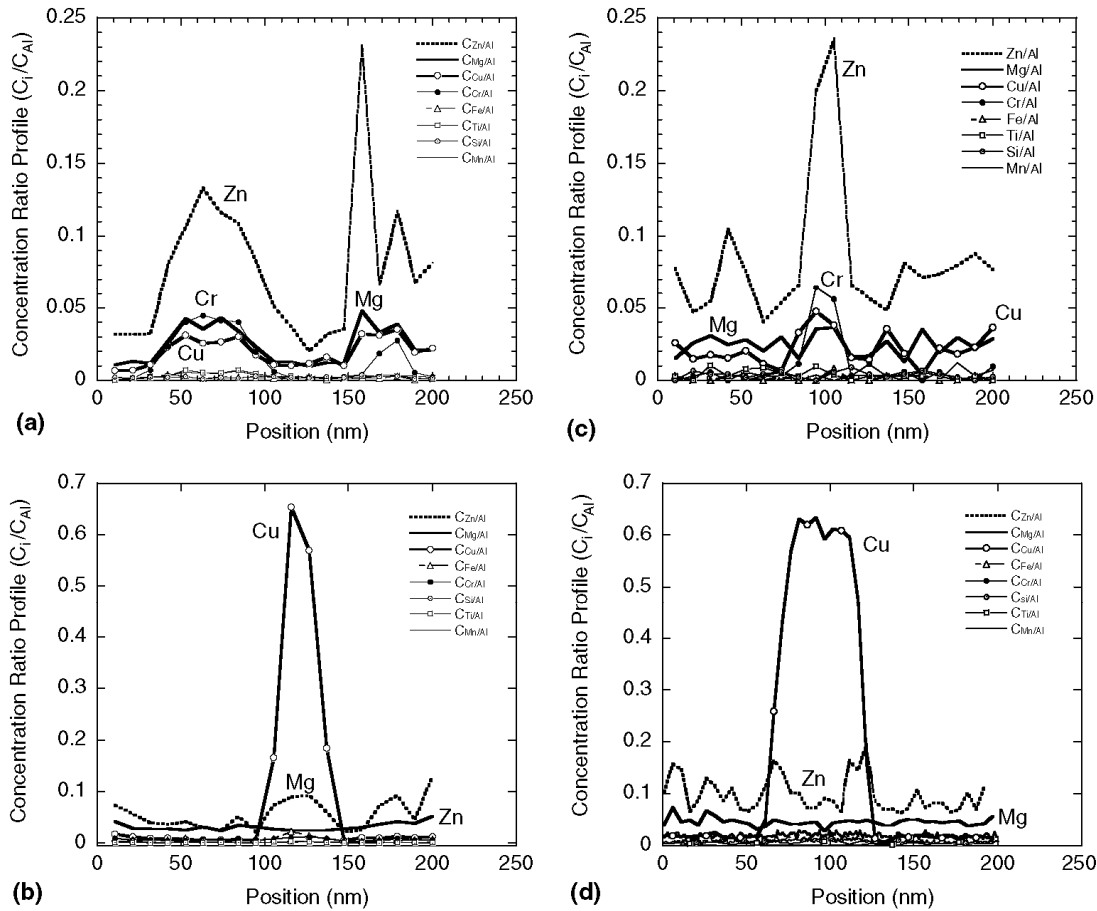 Concentration Ratio Profile (Ci/CAl)
0.25
0.2
0.15
0.1
0.05
0
CZn/Al
CMg/Al
CCu/Al
CCr/Al
CFe/Al
CTi/Al
CSi/Al
CMn/Al
Zn
Cr
Cu
Mg
0 50 100 150 200 250
(a)
Position (nm)
Concentration Ratio Profile (Ci/CAl)
0.25
0.2
0.15
0.1
0.05
0
Zn/Al
Mg/Al
Cu/Al
Cr/Al
Fe/Al
Ti/Al
Si/Al
Mn/Al
Zn
Cr
Mg
Cu
0 50 100 150 200 250
(c)
Position (nm)
Concentration Ratio Profile (Ci/CAl)
0.7
0.6
0.5
0.4
0.3
0.2
0.1
0
CZn/Al
CMg/Al
CCu/Al
CFe/Al
CCr/Al
CSi/Al
CTi/Al
CMn/Al
Cu
Mg
Zn
0 50 100 150 200 250
(b)
Position (nm)
Concentration Ratio Profile (Ci/CAl)
0.7
0.6
0.5
0.4
0.3
0.2
0.1
0
CZn/Al
CMg/Al
CCu/Al
CFe/Al
CCr/Al
Csi/Al
CTi/Al
CMn/Al
Cu
Zn
Mg
0 50 100 150 200 250
(d)
Position (nm)